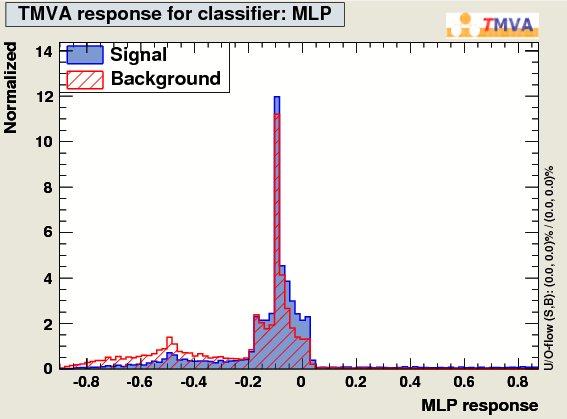 TMVA response for classifier: MLP
TMVA
Normalized
Signal
Background
14
12
10
8
6
4
2
0
-0.8 -0.6 -0.4 -0.2 0 0.2 0.4 0.6 0.8
MLP response
U/O-flow (S,B): (0.0, 0.0)% / (0.0, 0.0)%